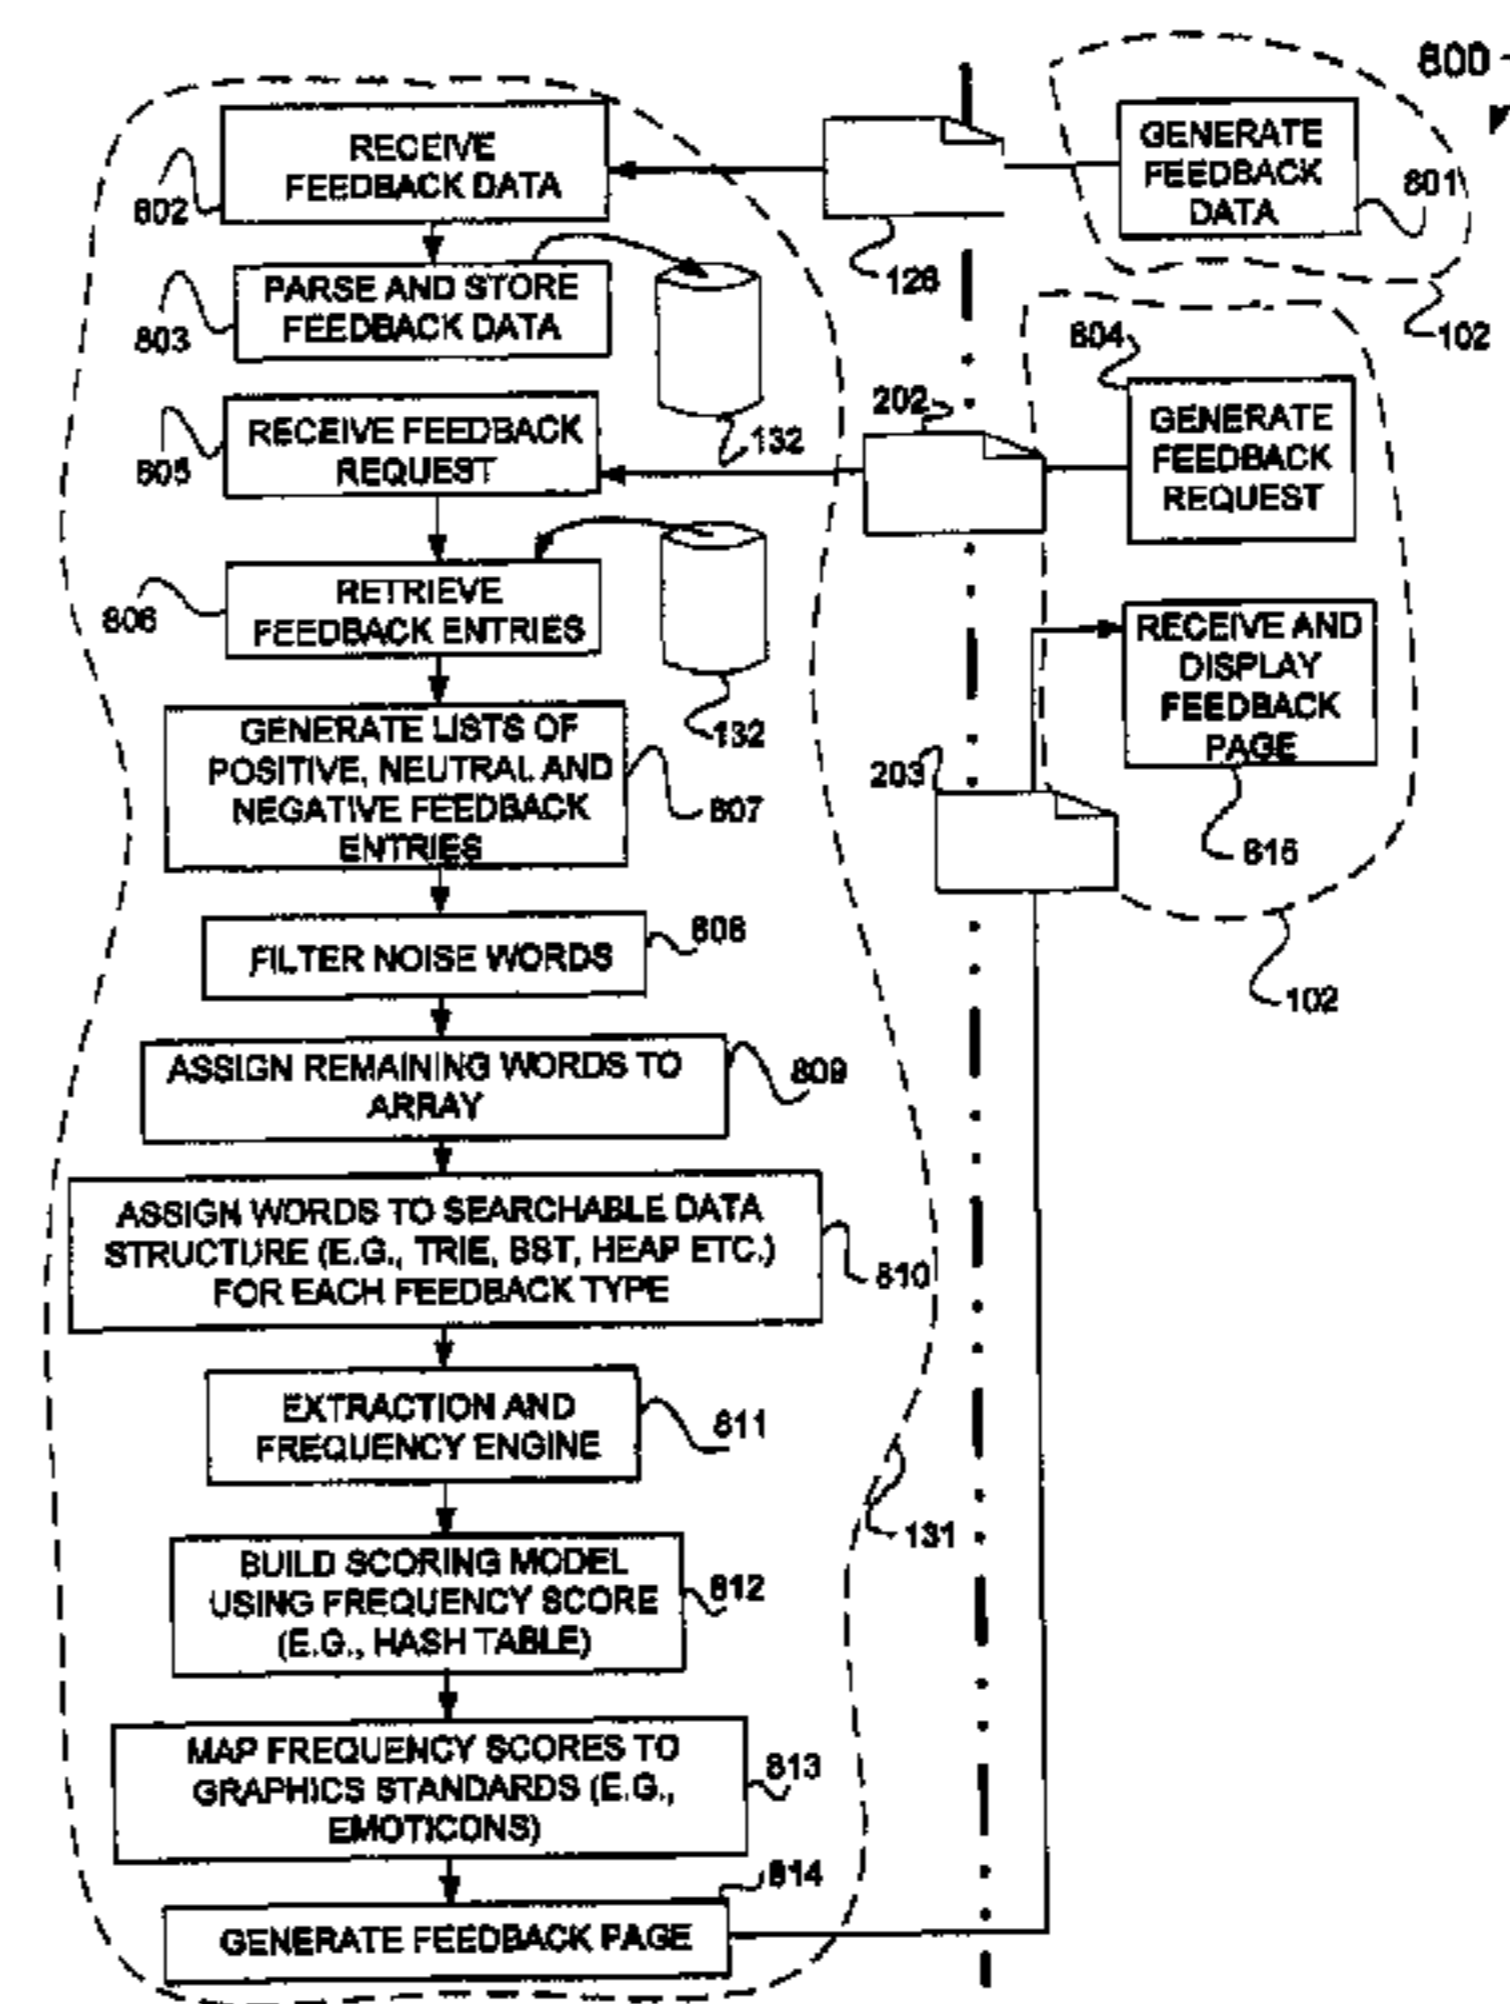 800
RECEIVE
FEEDBACK DATA
802
GENERATE
FEEDBACK
DATA
801
128
102
PARSE AND STORE
FEEDBACK DATA
803
132
804
202
RECEIVE FEEDBACK
REQUEST
805
GENERATE
FEEDBACK
REQUEST
RETRIEVE
FEEDBACK ENTRIES
806
132
RECEIVE AND
DISPLAY
FEEDBACK
PAGE
815
203
GENERATE LISTS OF
POSITIVE, NEUTRAL AND
NEGATIVE FEEDBACK
ENTRIES
807
102
FILTER NOISE WORDS
808
ASSIGN REMAINING WORDS TO
ARRAY
809
ASSIGN WORDS TO SEARCHABLE DATA
STRUCTURE (E.G., TRIE, BST, HEAP ETC.)
FOR EACH FEEDBACK TYPE
810
EXTRACTION AND
FREQUENCY ENGINE
811
131
BUILD SCORING MODEL
USING FREQUENCY SCORE
(E.G., HASH TABLE)
812
MAP FREQUENCY SCORES TO
GRAPHICS STANDARDS (E.G.,
EMOTICONS)
813
814
GENERATE FEEDBACK PAGE